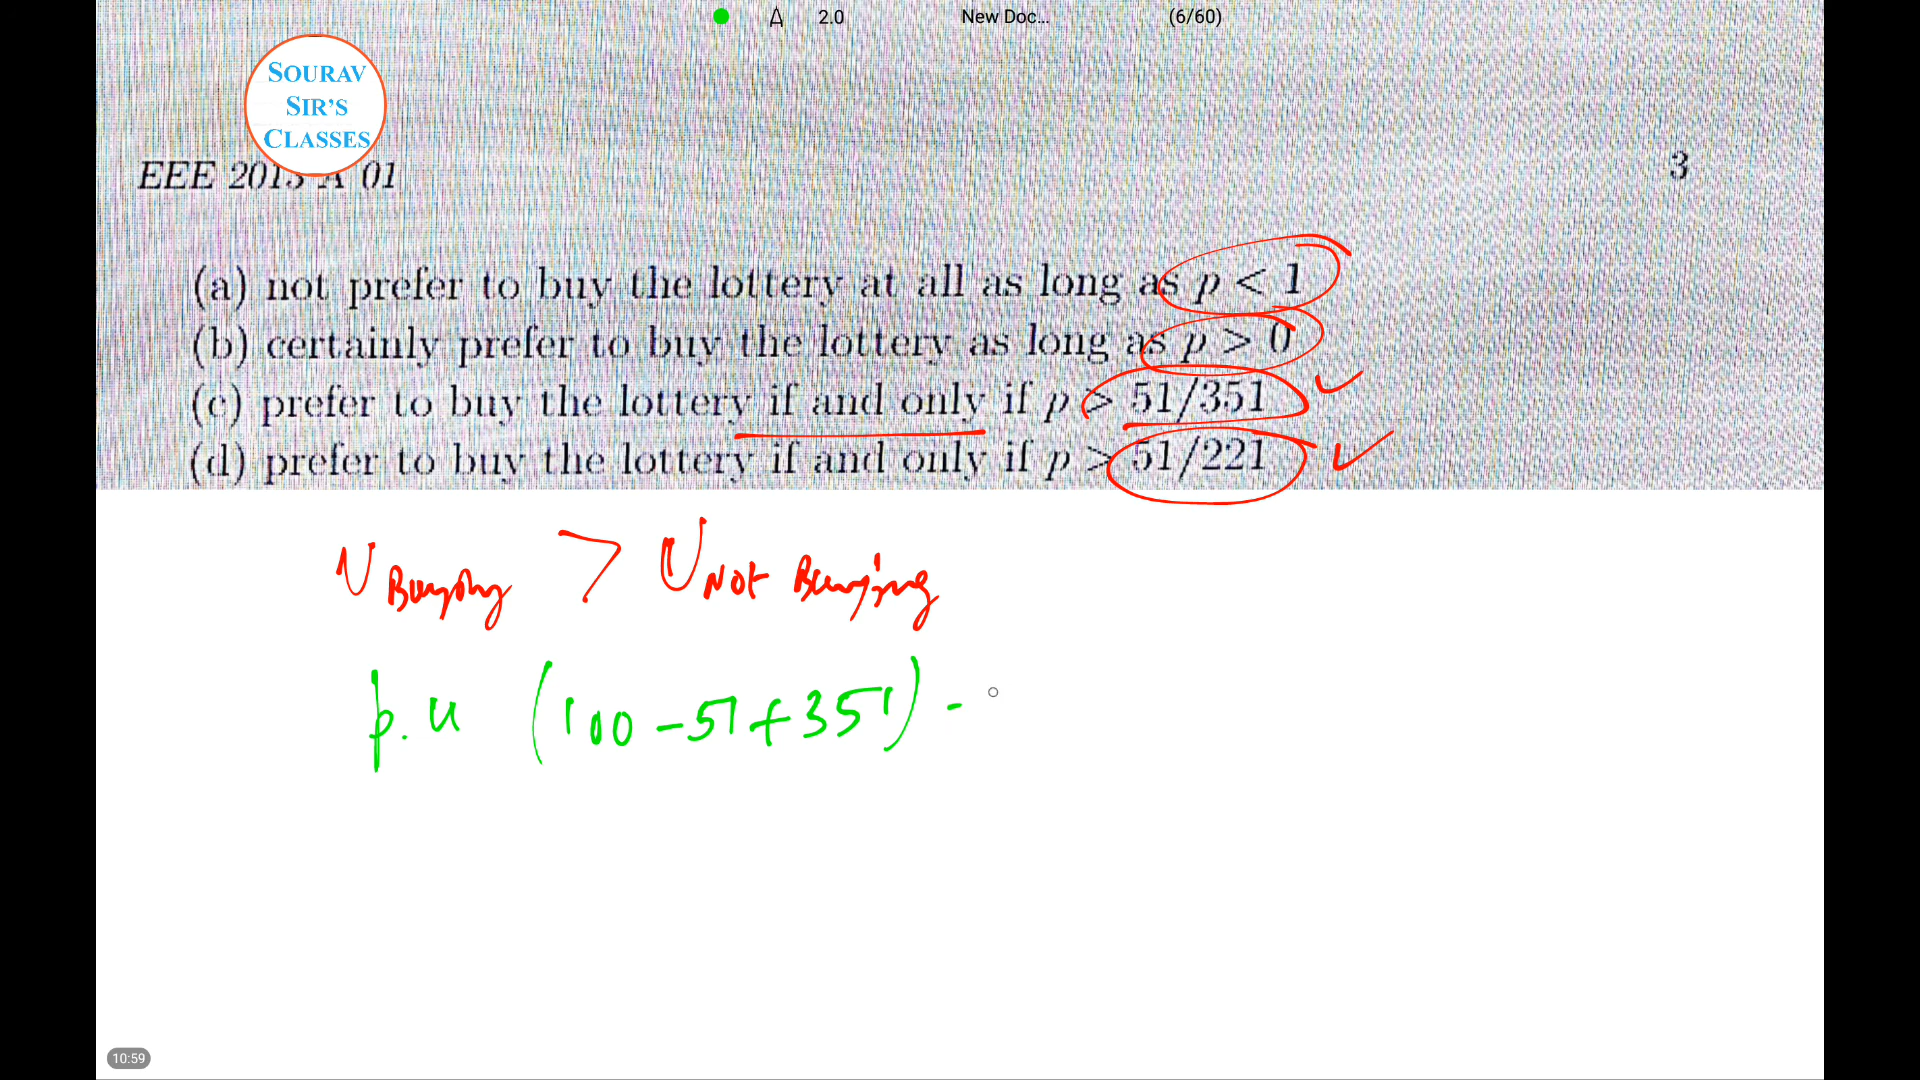 2.0 New Doc... (6/60)
SOURAV
SIR'S
CLASSES
EEE 2015 A 01
3
(a) not prefer to buy the lottery at all as long as p < 1
(b) certainly prefer to buy the lottery as long as p > 0
(c) prefer to buy the lottery if and only if p > 51/351
(d) prefer to buy the lottery if and only if p > 51/221
U Buying > U Not Buying
p.u (100 - 51 + 351) -
10:59